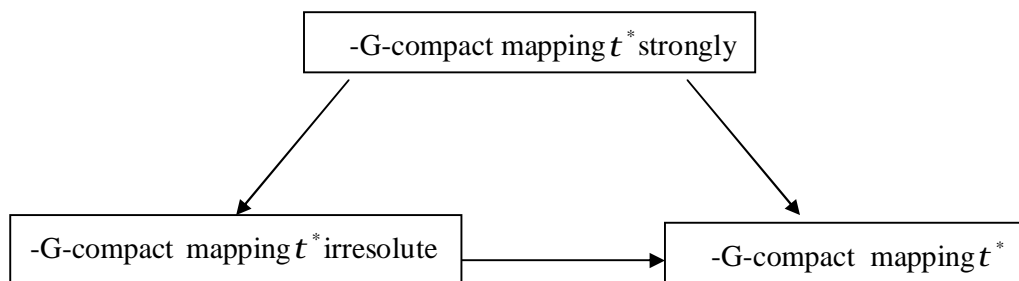 -G-compact mapping t* strongly
-G-compact mapping t* irresolute
-G-compact mapping t*